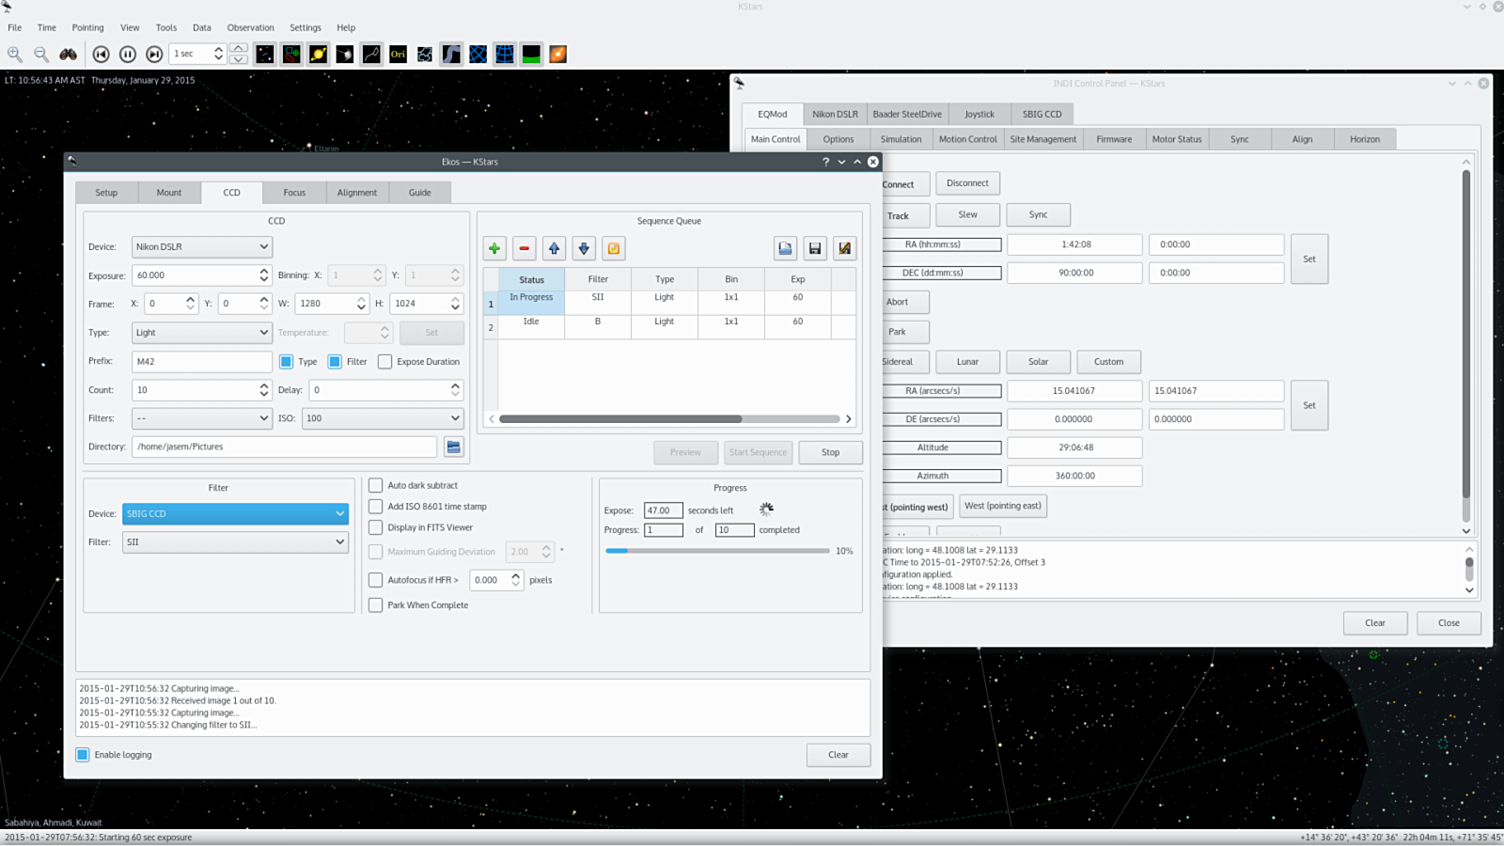 KStars
File Time Pointing View Tools Data Observation Settings Help
1 sec
Ori
LT: 10:56:43 AM AST Thursday, January 29, 2015
Eltanin
INDI Control Panel — KStars
EQMod Nikon DSLR Baader SteelDrive Joystick SBIG CCD
Main Control Options Simulation Motion Control Site Management Firmware Motor Status Sync Align Horizon
Connect Disconnect
Track Slew Sync
RA (hh:mm:ss) 1:42:08 0:00:00
Set
DEC (dd:mm:ss) 90:00:00 0:00:00
Abort
Park
Sidereal Lunar Solar Custom
RA (arcsecs/s) 15.041067 15.041067
Set
DE (arcsecs/s) 0.000000 0.000000
Altitude 29:06:48
Azimuth 360:00:00
st (pointing west) West (pointing east)
ation: long = 48.1008 lat = 29.1133
C Time to 2015-01-29T07:52:26, Offset 3
figuration applied.
ation: long = 48.1008 lat = 29.1133
Clear Close
Ekos — KStars
?
Setup Mount CCD Focus Alignment Guide
CCD
Device: Nikon DSLR
Exposure: 60.000 Binning: X: 1 Y: 1
Frame: X: 0 Y: 0 W: 1280 H: 1024
Type: Light Temperature: Set
Prefix: M42 Type Filter Expose Duration
Count: 10 Delay: 0
Filters: -- ISO: 100
Directory: /home/jasem/Pictures
Sequence Queue
Status Filter Type Bin Exp
1 In Progress SII Light 1x1 60
2 Idle B Light 1x1 60
Preview Start Sequence Stop
Filter
Device: SBIG CCD
Filter: SII
Auto dark subtract
Add ISO 8601 time stamp
Display in FITS Viewer
Maximum Guiding Deviation 2.00 "
Autofocus if HFR > 0.000 pixels
Park When Complete
Progress
Expose: 47.00 seconds left
Progress: 1 of 10 completed
10%
2015-01-29T10:56:32 Capturing image...
2015-01-29T10:56:32 Received image 1 out of 10.
2015-01-29T10:55:32 Capturing image...
2015-01-29T10:55:32 Changing filter to SII...
Enable logging
Clear
Sabahiya, Ahmadi, Kuwait
2015-01-29T07:56:32: Starting 60 sec exposure
+14° 36' 20", +43° 20' 36" 22h 04m 11s, +71° 35' 45"